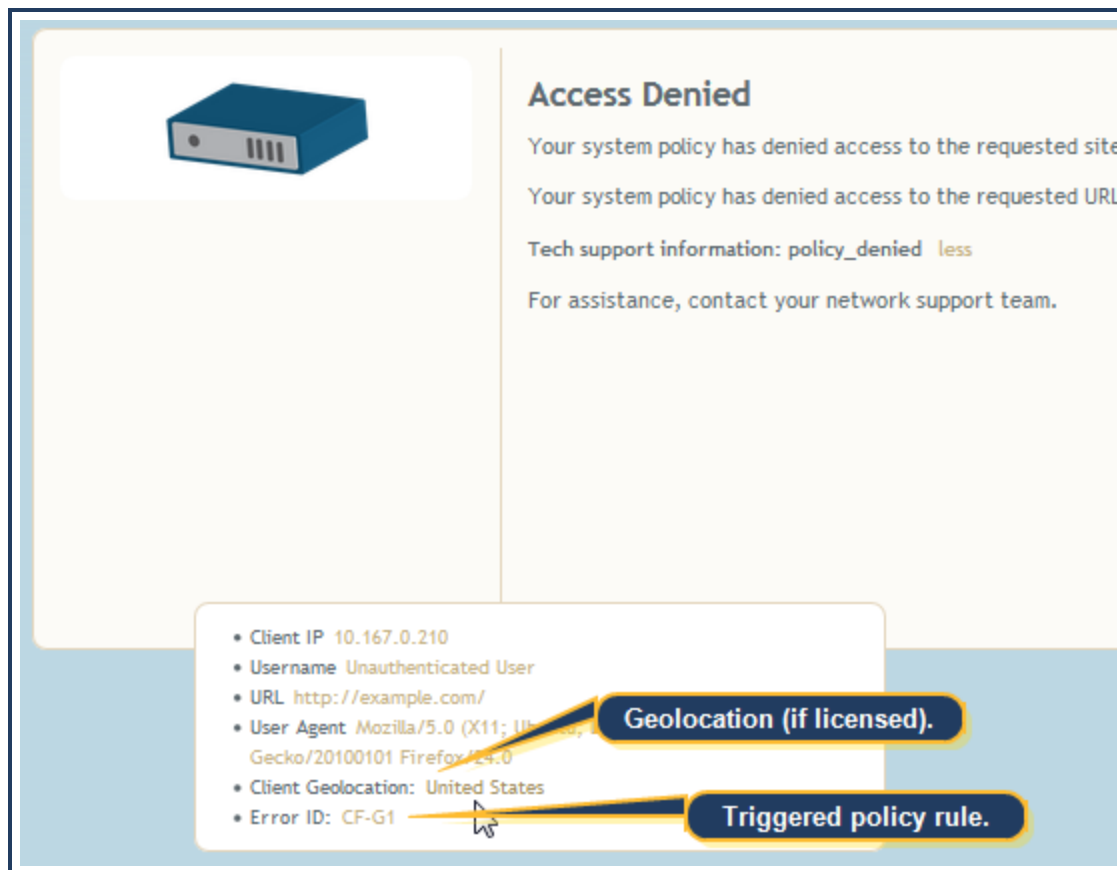 Access Denied
Your system policy has denied access to the requested site
Your system policy has denied access to the requested URL
Tech support information: policy_denied less
For assistance, contact your network support team.
• Client IP 10.167.0.210
• Username Unauthenticated User
• URL http://example.com/
• User Agent Mozilla/5.0 (X11;
Gecko/20100101 Firefox/24.0
• Client Geolocation: United States
• Error ID: CF-G1
Geolocation (if licensed).
Triggered policy rule.